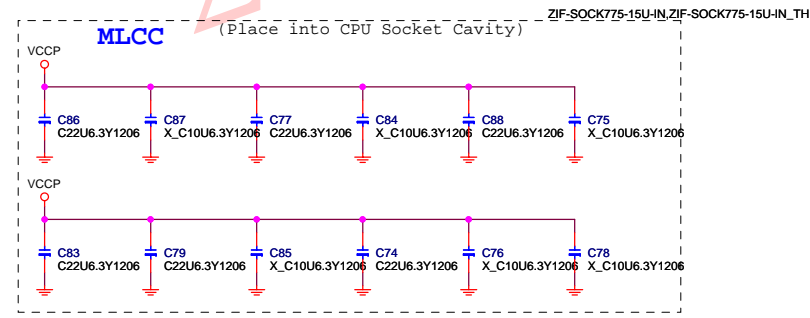 ZIF-SOCK775-15U-IN,ZIF-SOCK775-15U-IN_TH
MLCC (Place into CPU Socket Cavity)
VCCP
C86 C87 C77 C84 C88 C75
C22U6.3Y1206 X_C10U6.3Y1206 C22U6.3Y1206 X_C10U6.3Y1206 C22U6.3Y1206 X_C10U6.3Y1206
VCCP
C83 C79 C85 C74 C76 C78
C22U6.3Y1206 C22U6.3Y1206 X_C10U6.3Y1206 C22U6.3Y1206 X_C10U6.3Y1206 X_C10U6.3Y1206